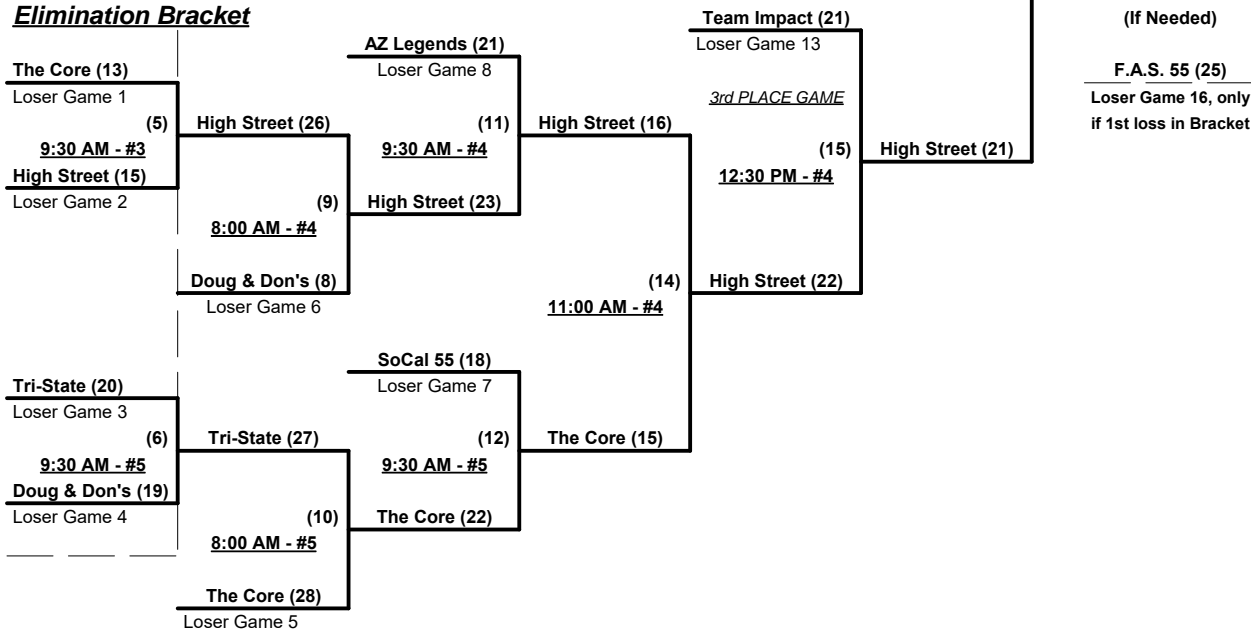 Elimination Bracket
Team Impact (21)
Loser Game 13
(If Needed)
AZ Legends (21)
Loser Game 8
The Core (13)
Loser Game 1
F.A.S. 55 (25)
Loser Game 16, only
if 1st loss in Bracket
3rd PLACE GAME
(5)
9:30 AM - #3
High Street (26)
(11)
9:30 AM - #4
High Street (16)
(15)
12:30 PM - #4
High Street (21)
High Street (15)
Loser Game 2
(9)
8:00 AM - #4
High Street (23)
Doug & Don's (8)
Loser Game 6
(14)
11:00 AM - #4
High Street (22)
SoCal 55 (18)
Loser Game 7
Tri-State (20)
Loser Game 3
(6)
9:30 AM - #5
Tri-State (27)
(12)
9:30 AM - #5
The Core (15)
Doug & Don's (19)
Loser Game 4
(10)
8:00 AM - #5
The Core (22)
The Core (28)
Loser Game 5